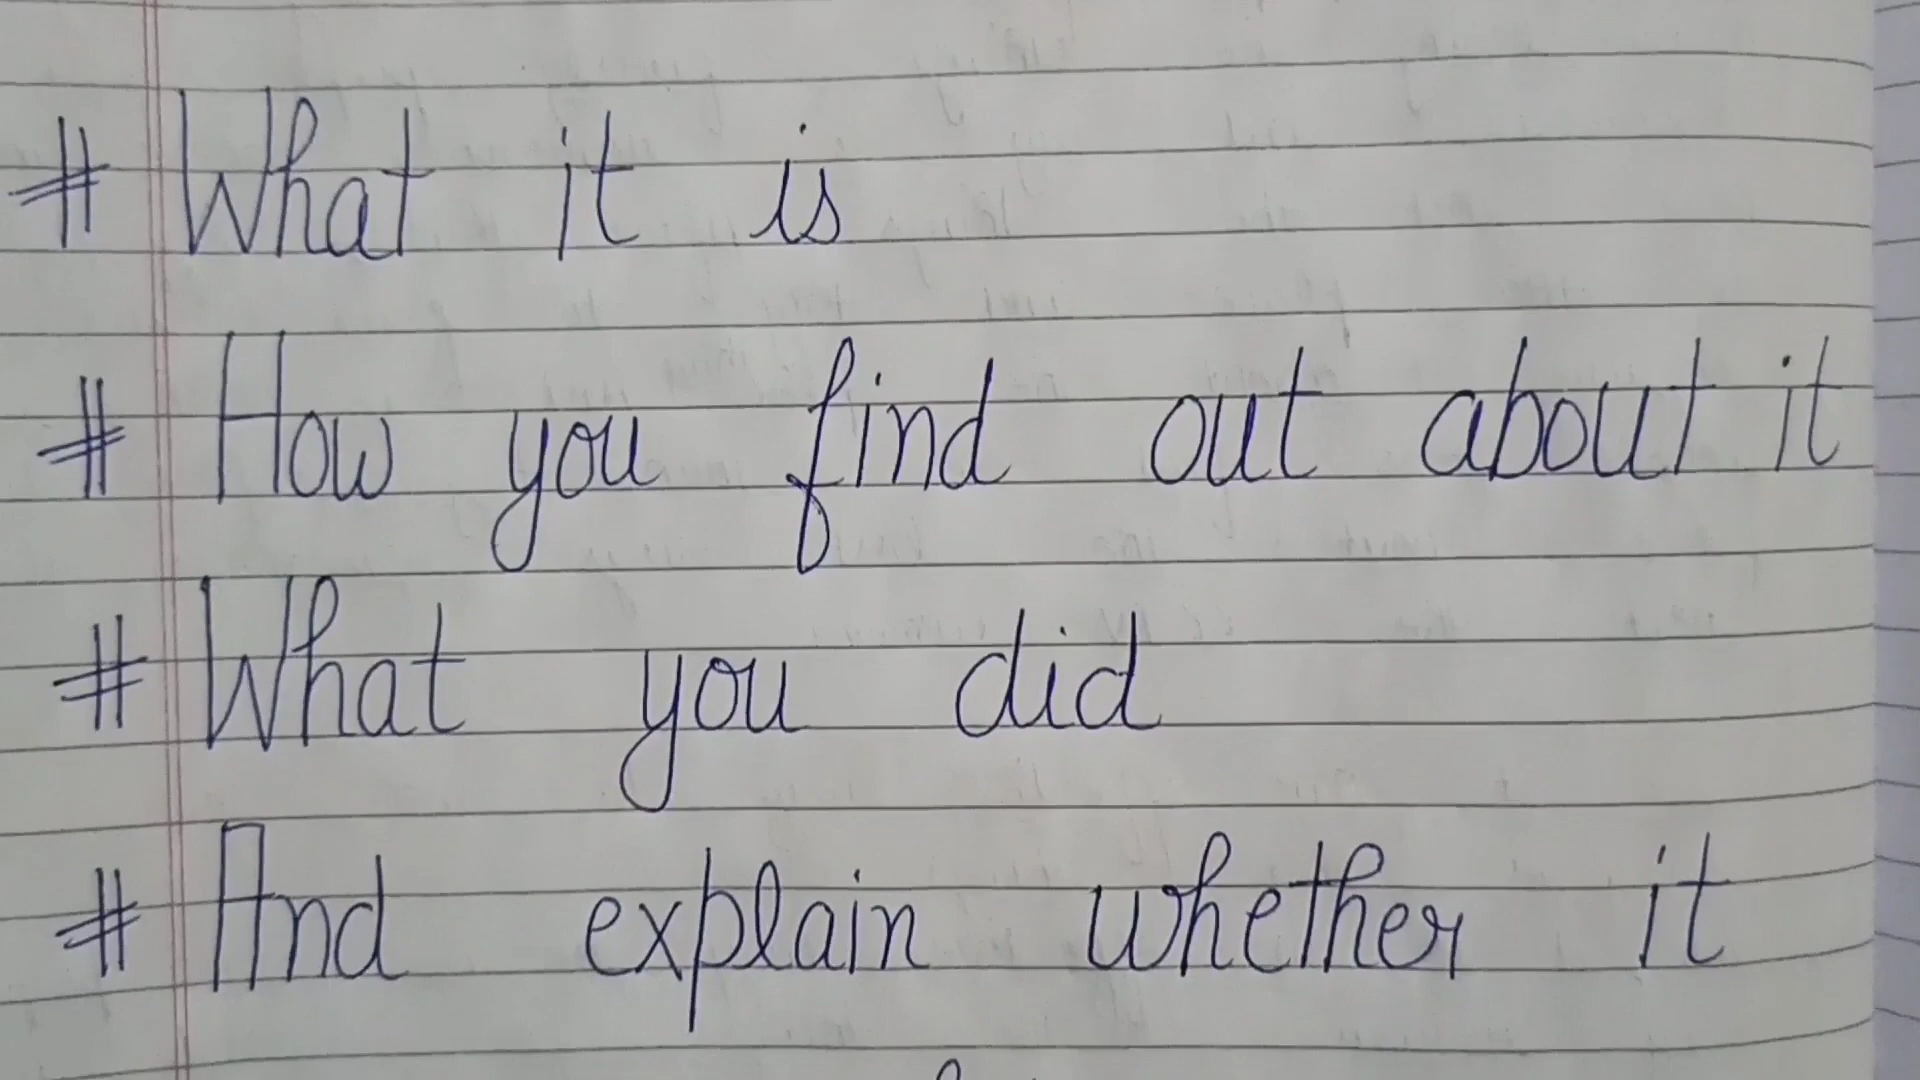 # What it is
# How you find out about it
# What you did
# And explain whether it